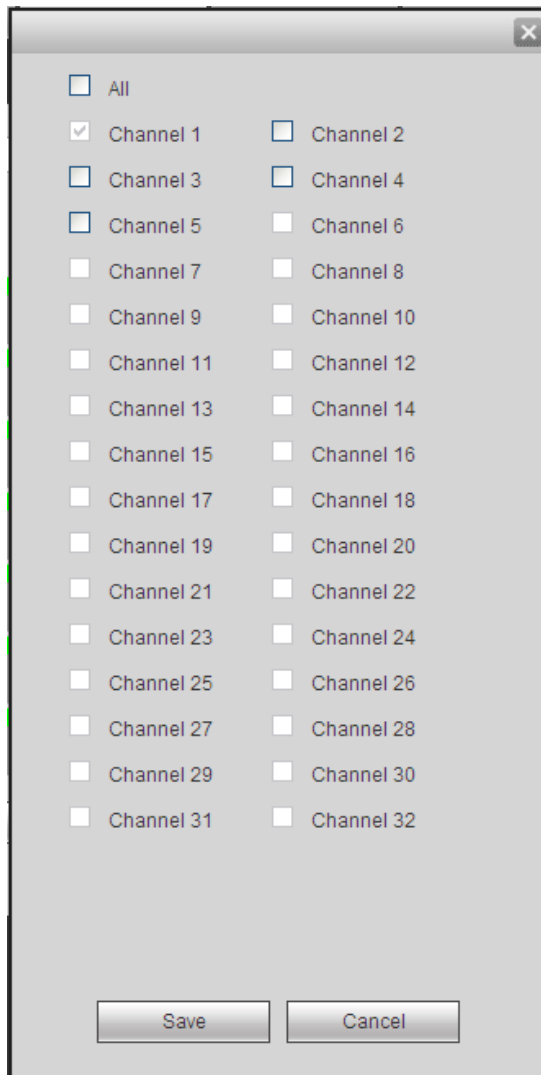 All
Channel 1 Channel 2
Channel 3 Channel 4
Channel 5 Channel 6
Channel 7 Channel 8
Channel 9 Channel 10
Channel 11 Channel 12
Channel 13 Channel 14
Channel 15 Channel 16
Channel 17 Channel 18
Channel 19 Channel 20
Channel 21 Channel 22
Channel 23 Channel 24
Channel 25 Channel 26
Channel 27 Channel 28
Channel 29 Channel 30
Channel 31 Channel 32
Save Cancel